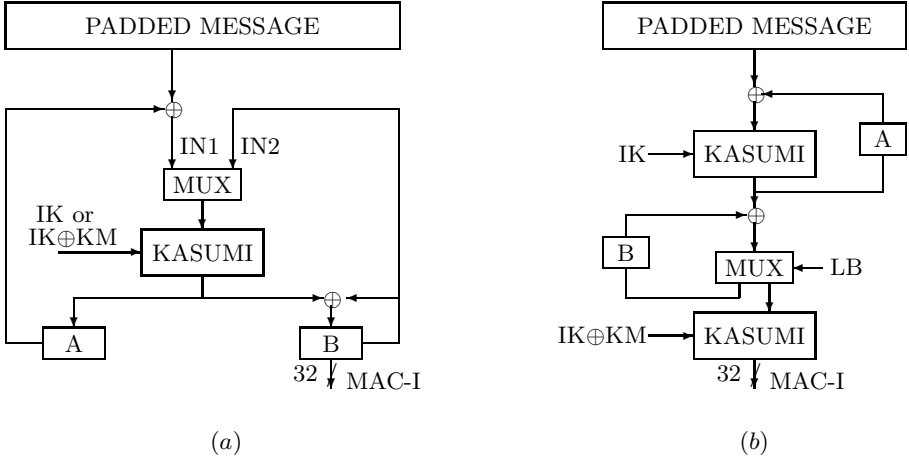 PADDED MESSAGE
⊕
IN1
IN2
MUX
IK or
IK⊕KM
KASUMI
⊕
A
B
32
MAC-I
(a)
PADDED MESSAGE
⊕
A
IK
KASUMI
⊕
B
MUX
LB
IK⊕KM
KASUMI
32
MAC-I
(b)